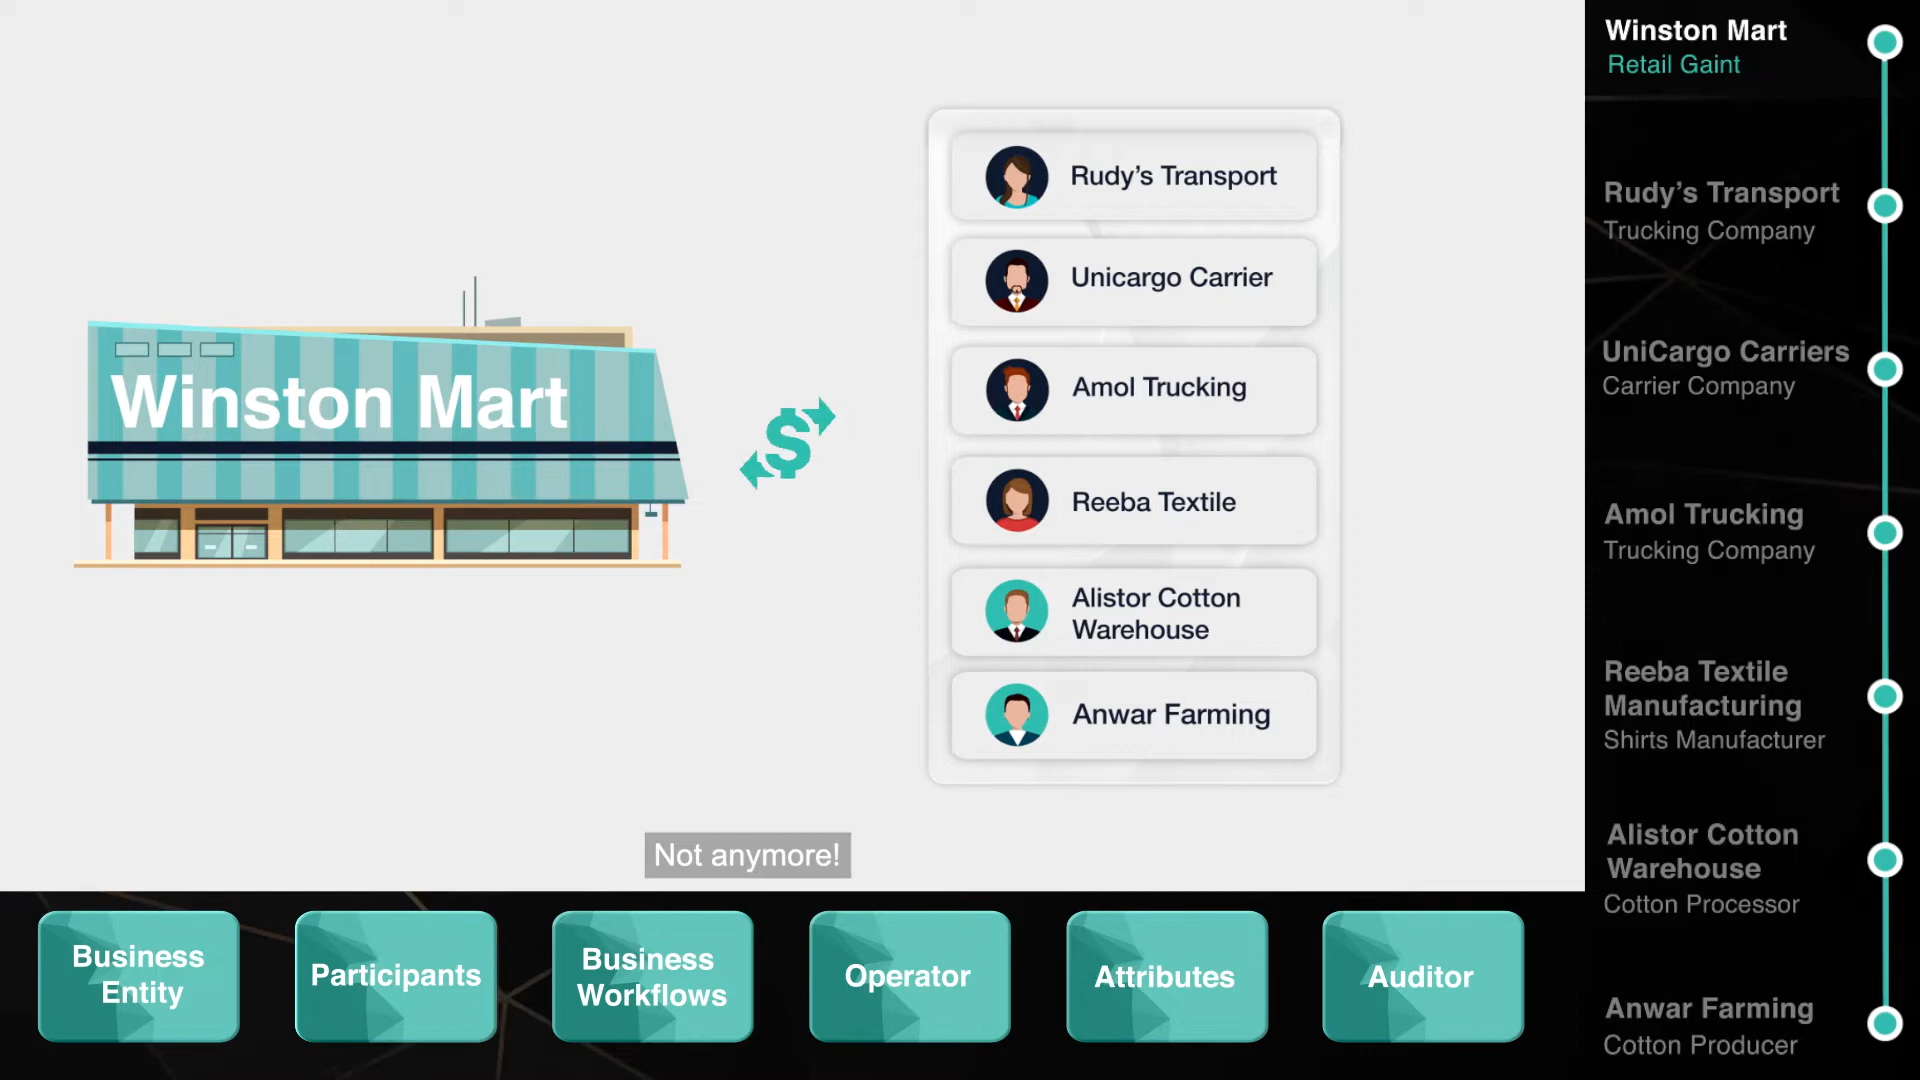 Winston Mart
$
Rudy’s Transport
Unicargo Carrier
Amol Trucking
Reeba Textile
Alistor Cotton
Warehouse
Anwar Farming
Not anymore!
Business
Entity
Participants
Business
Workflows
Operator
Attributes
Auditor
Winston Mart
Retail Gaint
Rudy’s Transport
Trucking Company
UniCargo Carriers
Carrier Company
Amol Trucking
Trucking Company
Reeba Textile
Manufacturing
Shirts Manufacturer
Alistor Cotton
Warehouse
Cotton Processor
Anwar Farming
Cotton Producer